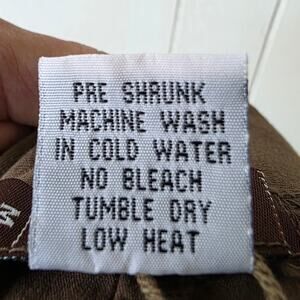 PRE SHRUNK
MACHINE WASH
IN COLD WATER
NO BLEACH
TUMBLE DRY
LOW HEAT
M